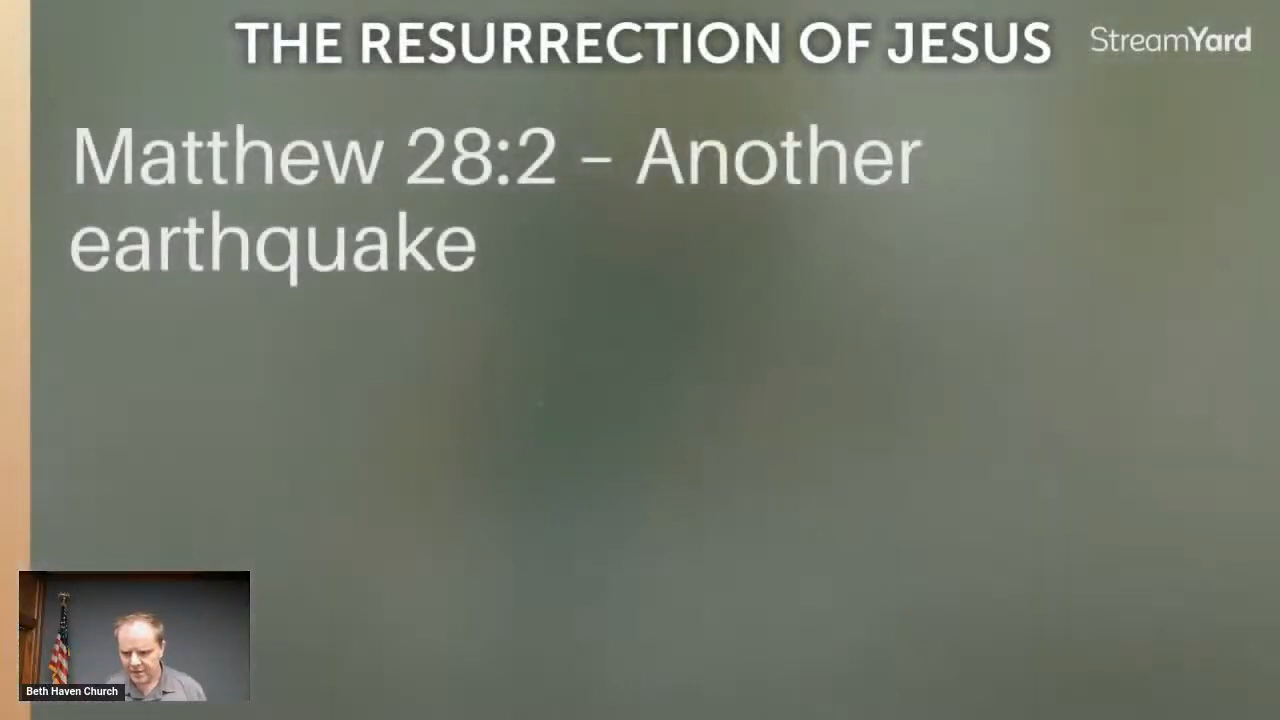 THE RESURRECTION OF JESUS
StreamYard
Matthew 28:2 – Another
earthquake
Beth Haven Church